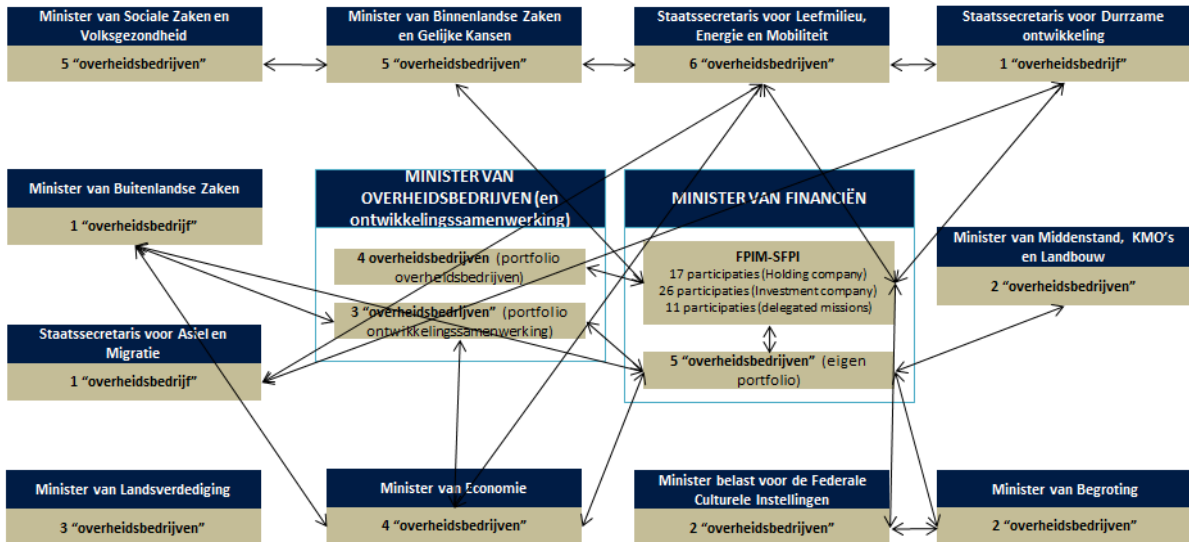 Minister van Sociale Zaken en
Volksgezondheid
5 “overheidsbedrijven”
Minister van Binnenlandse Zaken
en Gelijke Kansen
5 “overheidsbedrijven”
Staatssecretaris voor Leefmilieu,
Energie en Mobiliteit
6 “overheidsbedrijven”
Staatssecretaris voor Durrzame
ontwikkeling
1 “overheidsbedrijf”
Minister van Buitenlandse Zaken
1 “overheidsbedrijf”
MINISTER VAN
OVERHEIDSBEDRIJVEN (en
ontwikkelingssamenwerking)
4 overheidsbedrijven (portfolio
overheidsbedrijven)
3 “overheidsbedrijven” (portfolio
ontwikkelingssamenwerking)
MINISTER VAN FINANCIËN
FPIM-SFPI
17 participaties (Holding company)
26 participaties (Investment company)
11 participaties (delegated missions)
5 “overheidsbedrijven” (eigen
portfolio)
Minister van Middenstand, KMO’s
en Landbouw
2 “overheidsbedrijven”
Staatssecretaris voor Asiel en
Migratie
1 “overheidsbedrijf”
Minister van Landsverdediging
3 “overheidsbedrijven”
Minister van Economie
4 “overheidsbedrijven”
Minister belast voor de Federale
Culturele Instellingen
2 “overheidsbedrijven”
Minister van Begroting
2 “overheidsbedrijven”